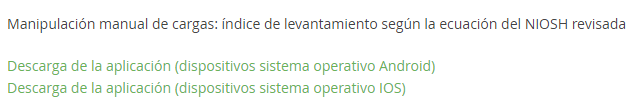 Manipulación manual de cargas: índice de levantamiento según la ecuación del NIOSH revisada
Descarga de la aplicación (dispositivos sistema operativo Android)
Descarga de la aplicación (dispositivos sistema operativo IOS)